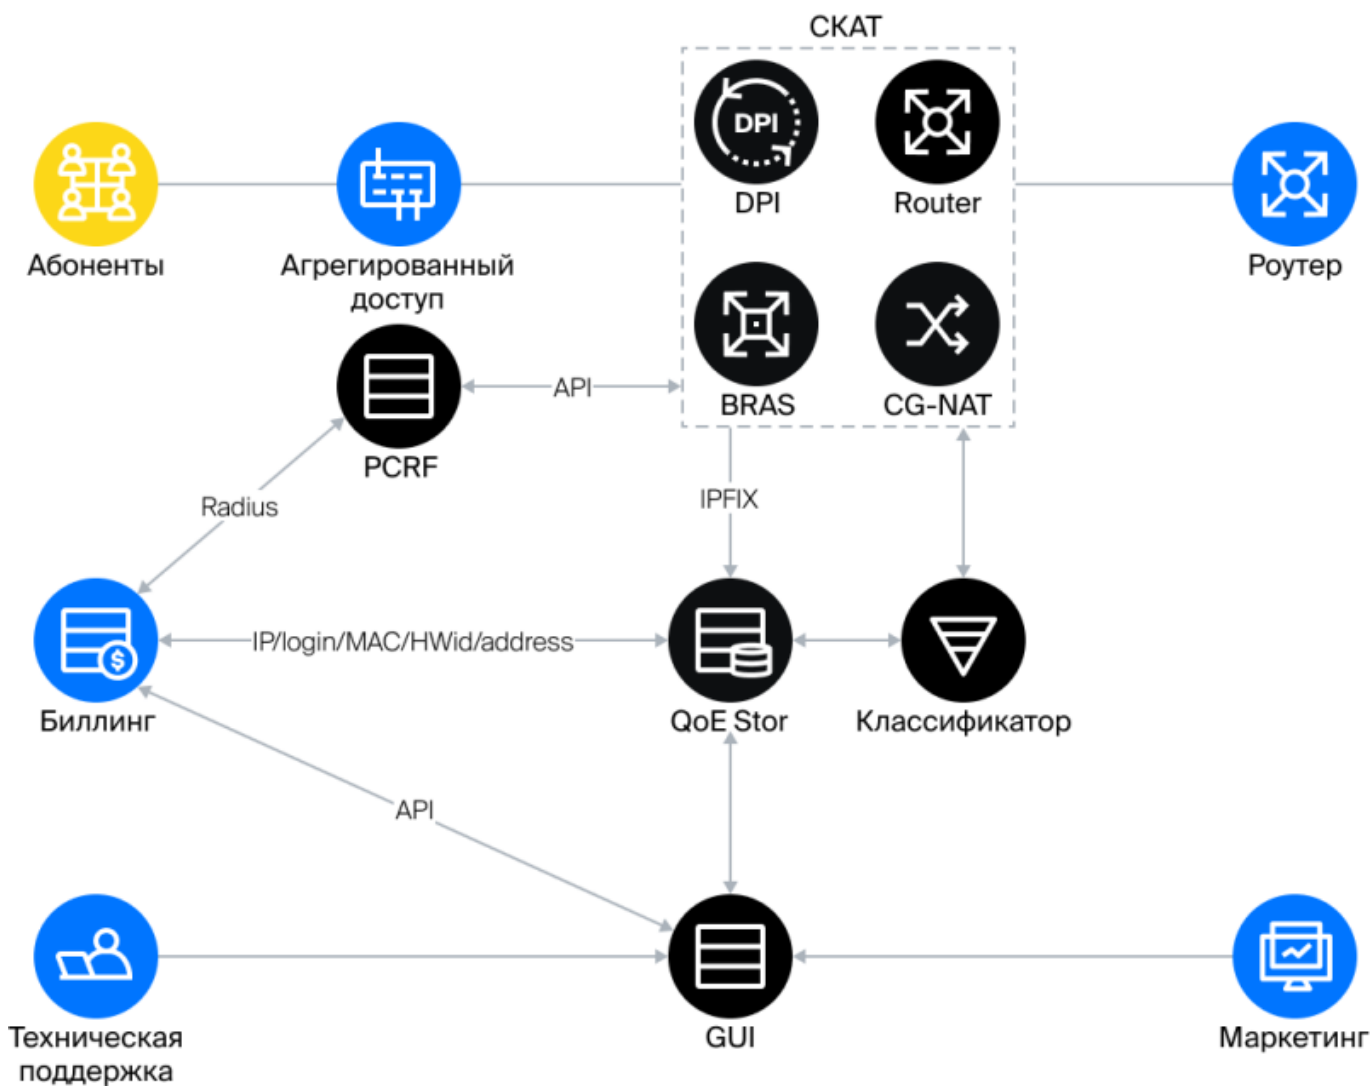 СКАТ
DPI
DPI
Router
Абоненты
Агрегированный
доступ
Роутер
BRAS
CG-NAT
API
PCRF
Radius
IPFIX
IP/login/MAC/HWid/address
$
Биллинг
QoE Stor
Классификатор
API
Техническая
поддержка
GUI
Маркетинг